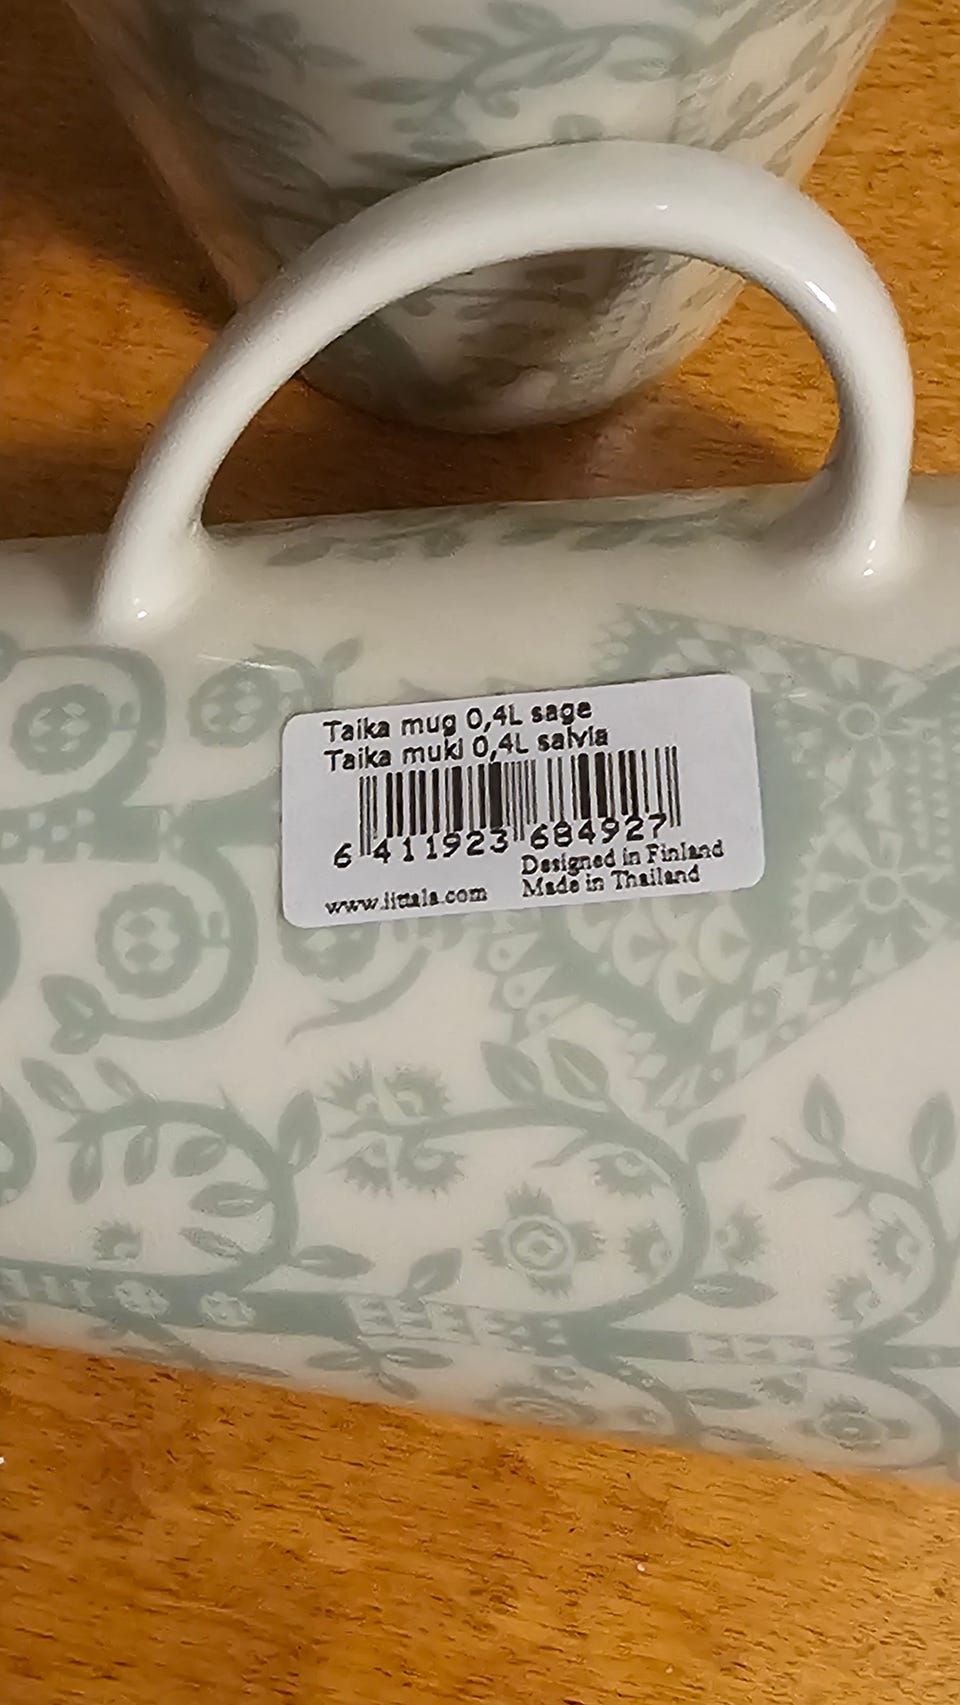 Taika mug 0,4L sage
Taika muki 0,4L salvia
6 411923 684927
Designed in Finland
www.iittala.com Made in Thailand